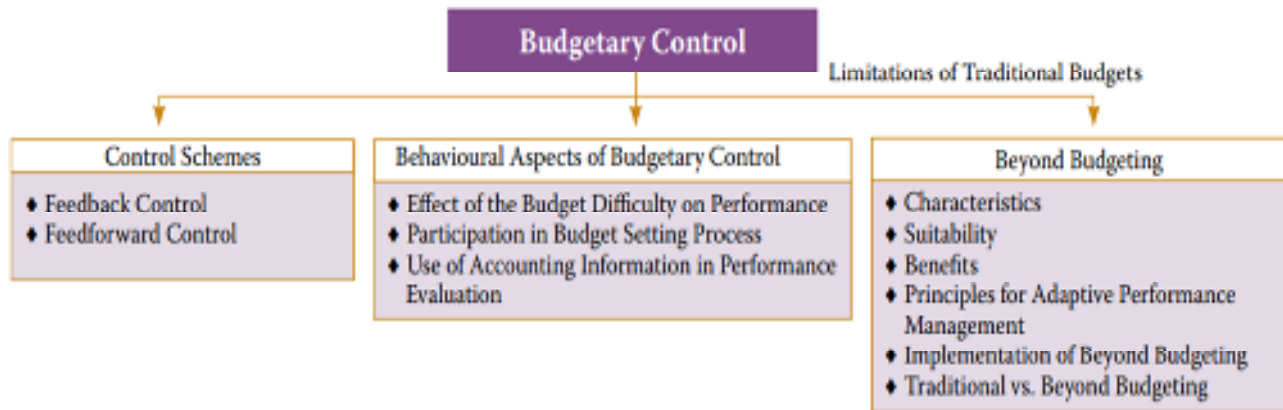 Budgetary Control
Limitations of Traditional Budgets
Control Schemes
♦ Feedback Control
♦ Feedforward Control
Behavioural Aspects of Budgetary Control
♦ Effect of the Budget Difficulty on Performance
♦ Participation in Budget Setting Process
♦ Use of Accounting Information in Performance
Evaluation
Beyond Budgeting
♦ Characteristics
♦ Suitability
♦ Benefits
♦ Principles for Adaptive Performance
Management
♦ Implementation of Beyond Budgeting
♦ Traditional vs. Beyond Budgeting